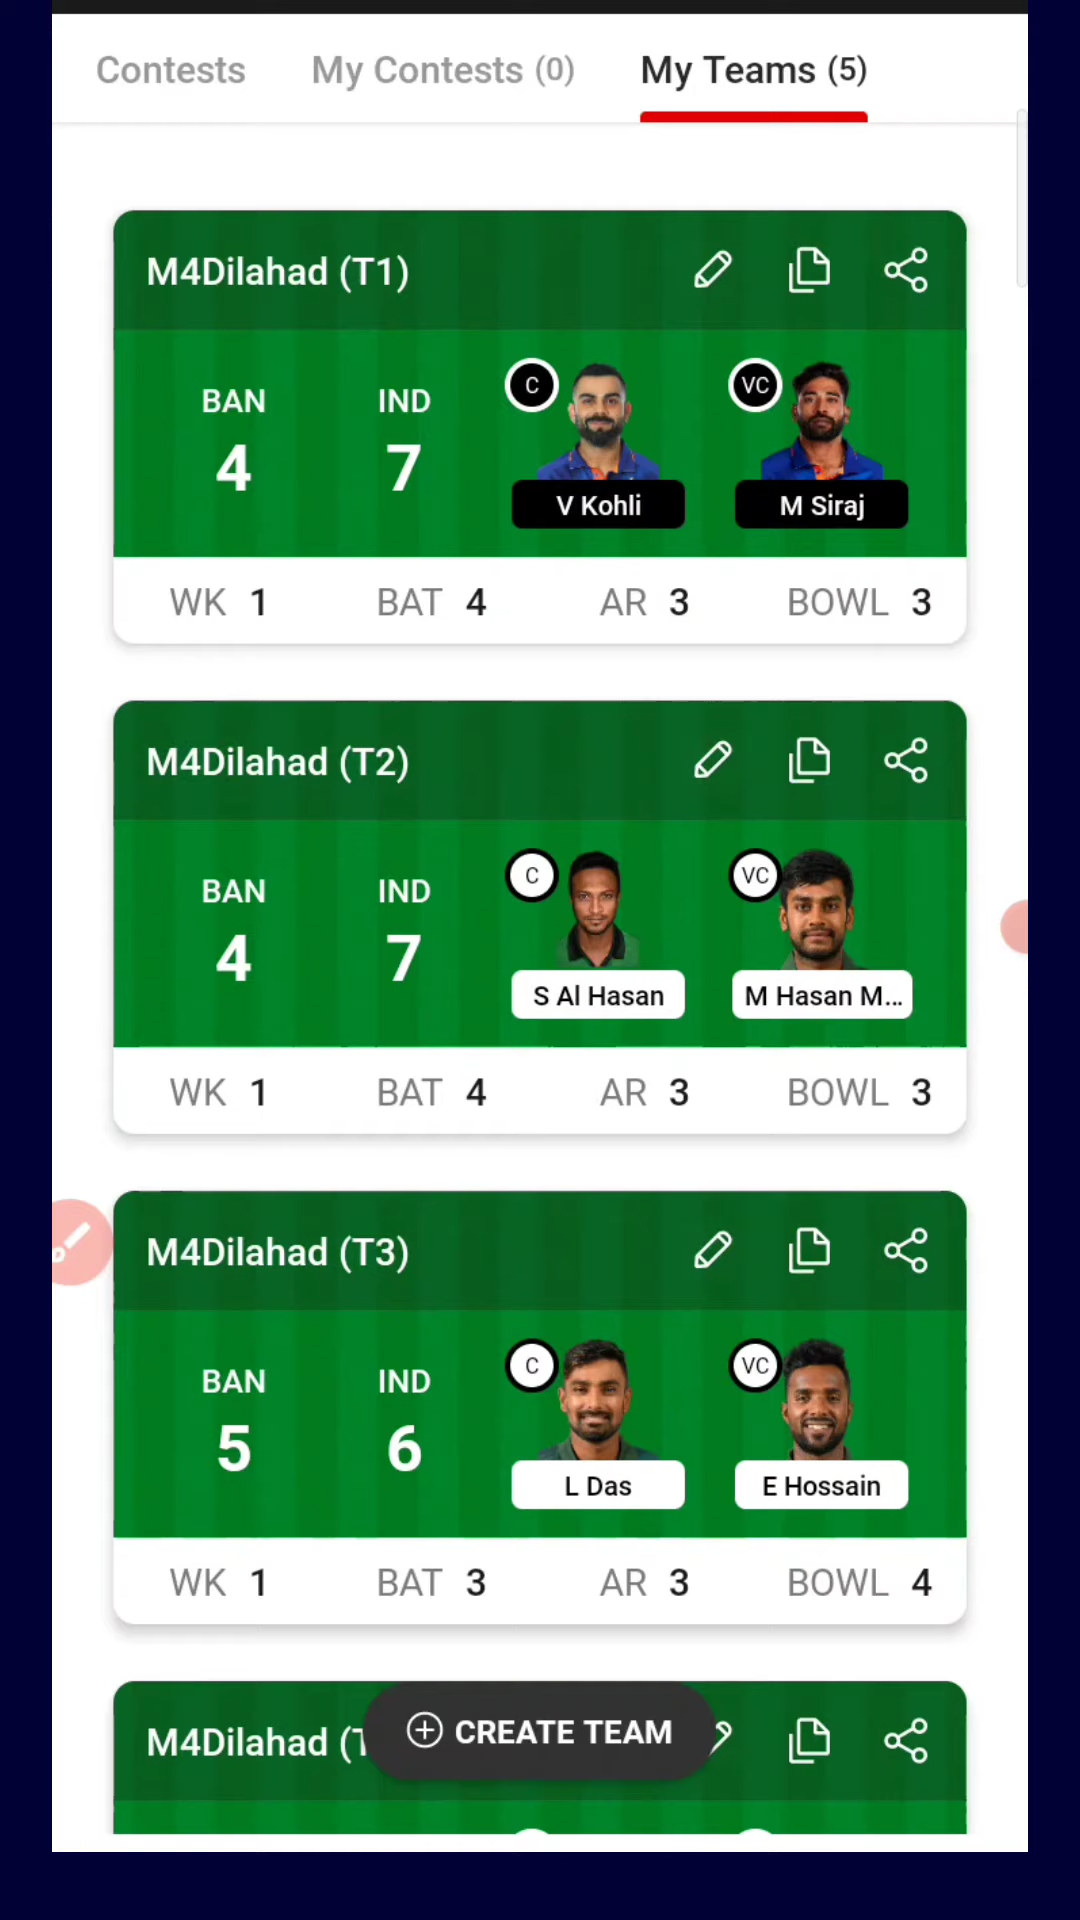 Contests My Contests (0) My Teams (5)
M4Dilahad (T1)
BAN IND C VC
4 7
V Kohli M Siraj
WK 1 BAT 4 AR 3 BOWL 3
M4Dilahad (T2)
BAN IND C VC
4 7
S Al Hasan M Hasan M...
WK 1 BAT 4 AR 3 BOWL 3
M4Dilahad (T3)
BAN IND C VC
5 6
L Das E Hossain
WK 1 BAT 3 AR 3 BOWL 4
M4Dilahad (T
CREATE TEAM